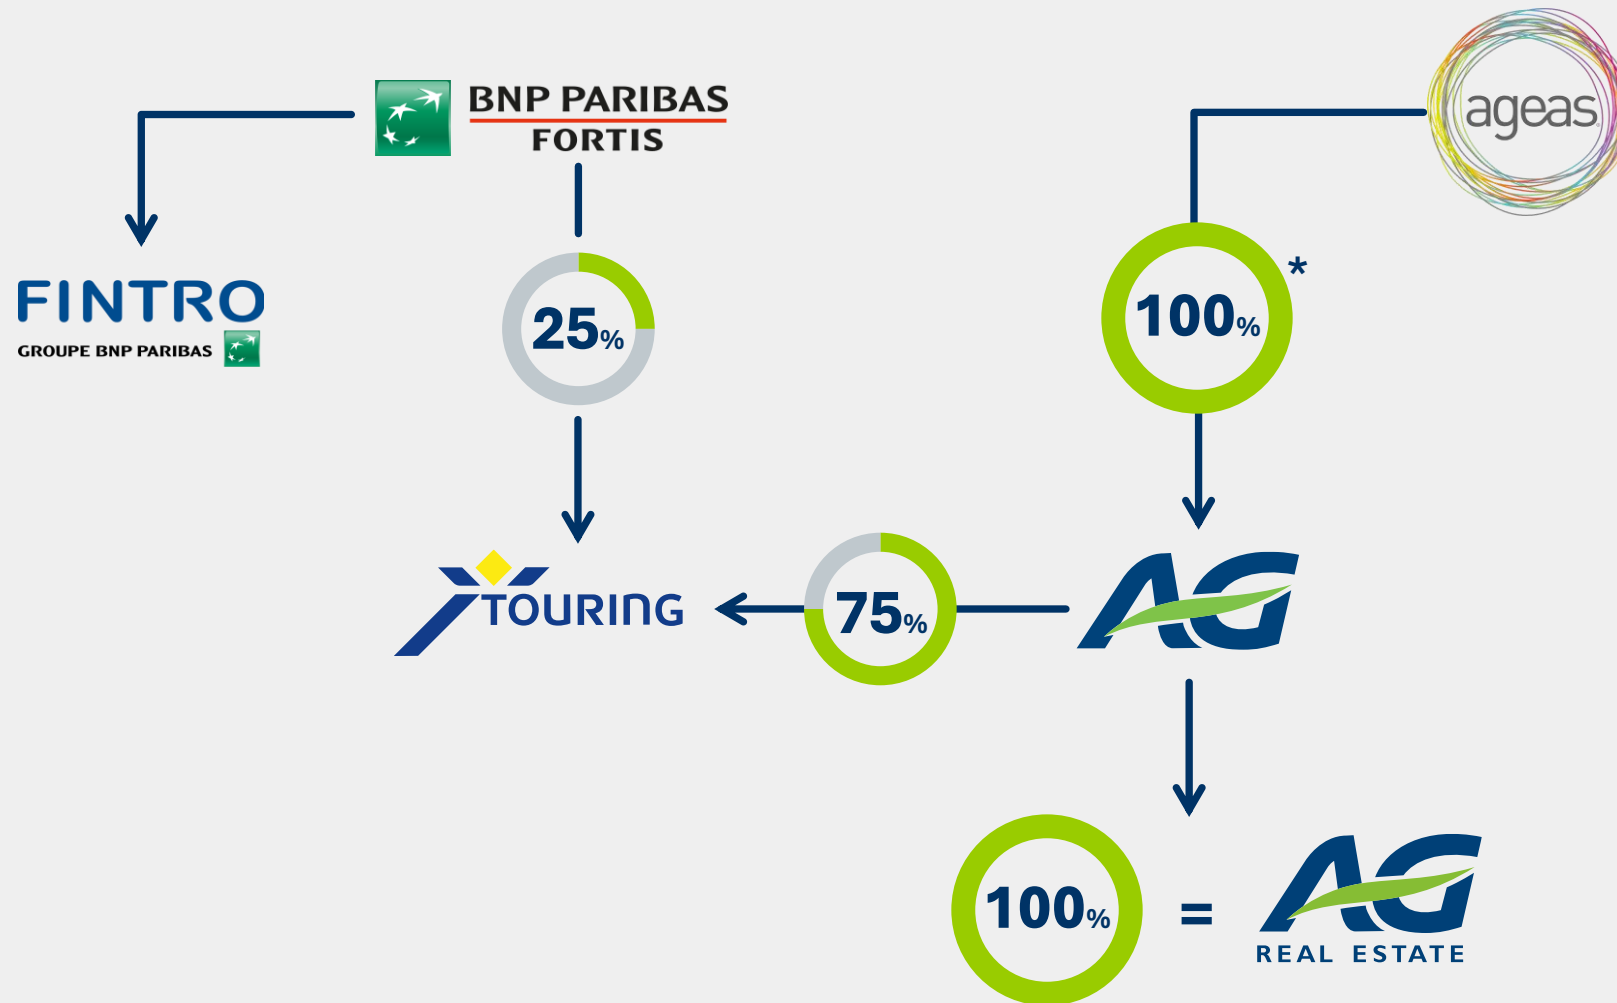 BNP PARIBAS
FORTIS
ageas
FINTRO
GROUPE BNP PARIBAS
25%
100%*
TOURING
75%
AG
100%
=
AG
REAL ESTATE